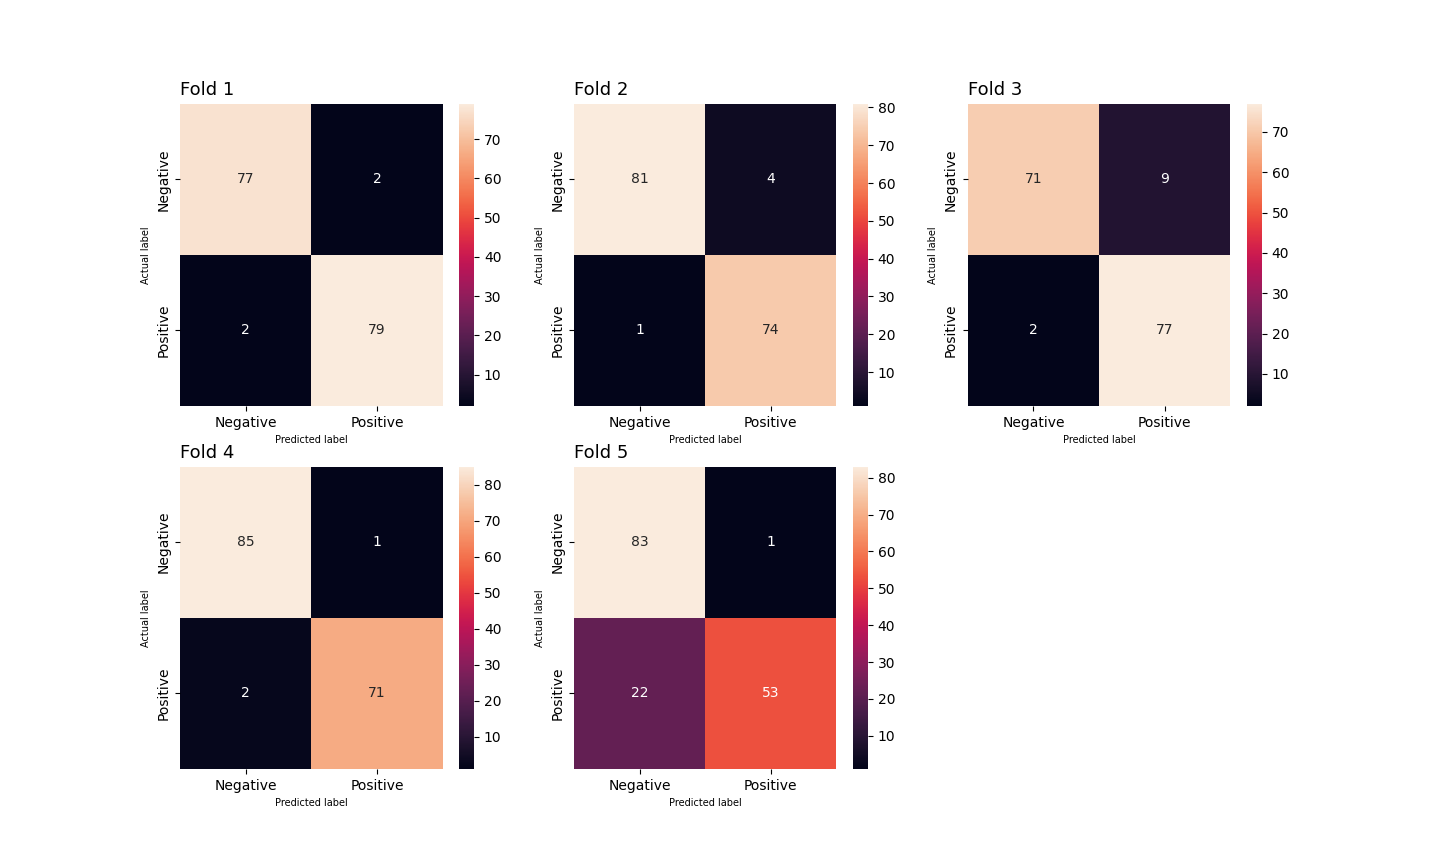 Fold 1
Negative
Positive
Actual label
77 2
2 79
Negative Positive
Predicted label
70
60
50
40
30
20
10
Fold 2
Negative
Positive
Actual label
81 4
1 74
Negative Positive
Predicted label
80
70
60
50
40
30
20
10
Fold 3
Negative
Positive
Actual label
71 9
2 77
Negative Positive
Predicted label
70
60
50
40
30
20
10
Fold 4
Negative
Positive
Actual label
85 1
2 71
Negative Positive
Predicted label
80
70
60
50
40
30
20
10
Fold 5
Negative
Positive
Actual label
83 1
22 53
Negative Positive
Predicted label
80
70
60
50
40
30
20
10